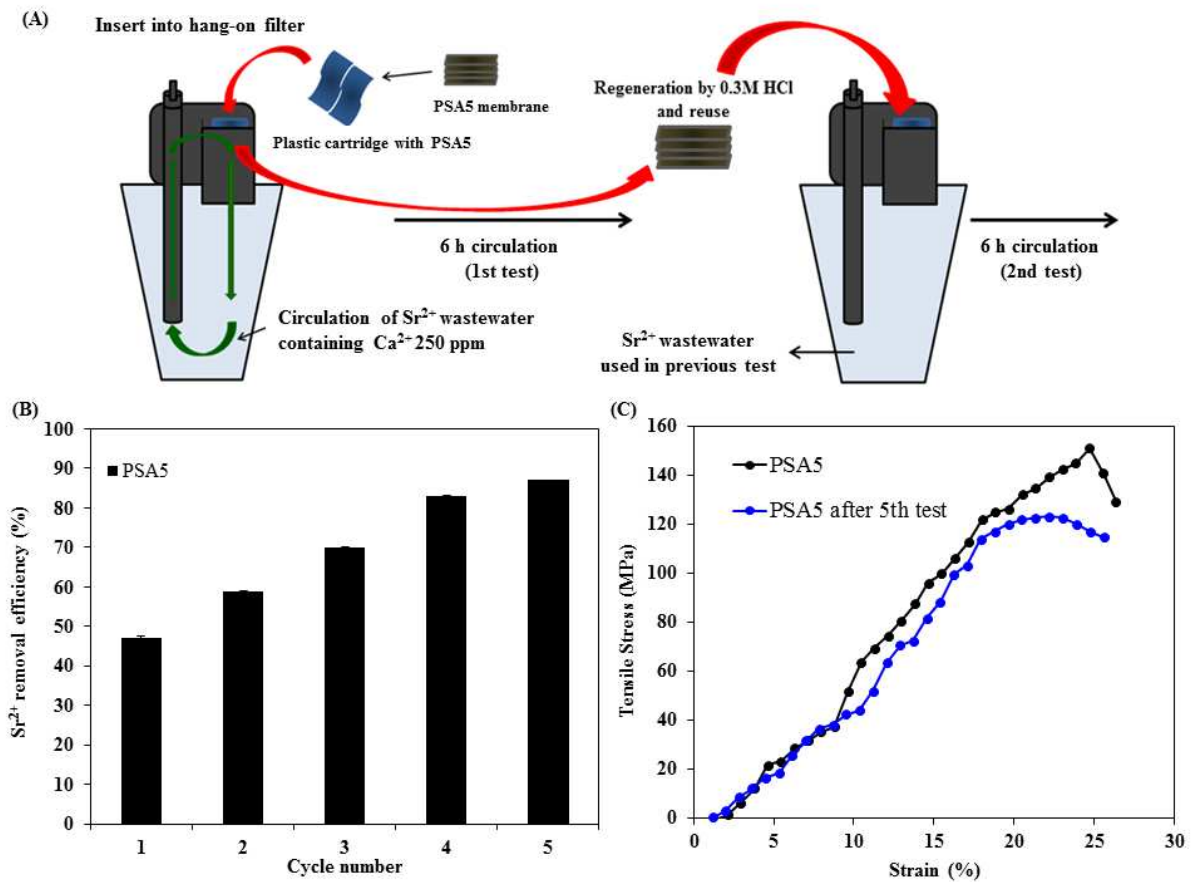 (A)
Insert into hang-on filter
PSA5 membrane
Plastic cartridge with PSA5
Regeneration by 0.3M HCl
and reuse
6 h circulation
(1st test)
6 h circulation
(2nd test)
Circulation of Sr²⁺ wastewater
containing Ca²⁺ 250 ppm
Sr²⁺ wastewater
used in previous test
(B)
Sr²⁺ removal efficiency (%)
100
90
80
70
60
50
40
30
20
10
0
PSA5
1 2 3 4 5
Cycle number
(C)
Tensile Stress (MPa)
160
140
120
100
80
60
40
20
0
PSA5
PSA5 after 5th test
0 5 10 15 20 25 30
Strain (%)